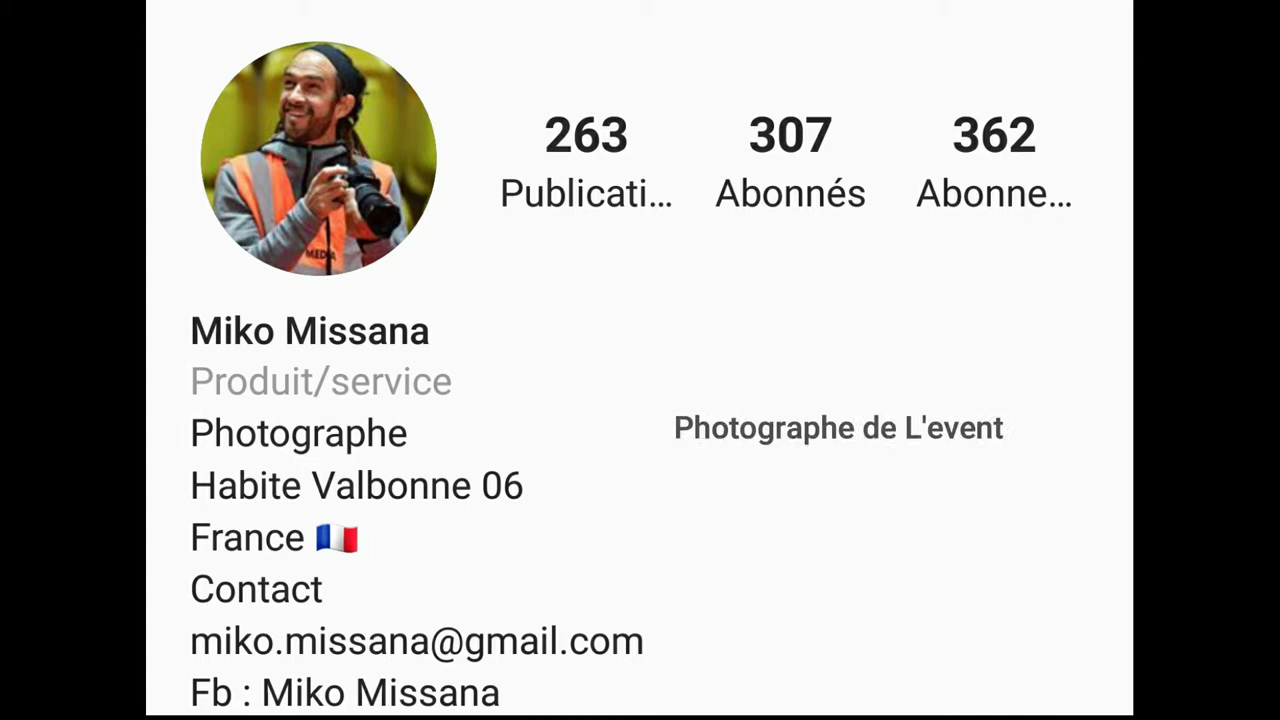 263 307 362
Publicati... Abonnés Abonne...
MEDIA
Miko Missana
Produit/service
Photographe
Photographe de L'event
Habite Valbonne 06
France 🇫🇷
Contact
miko.missana@gmail.com
Fb : Miko Missana